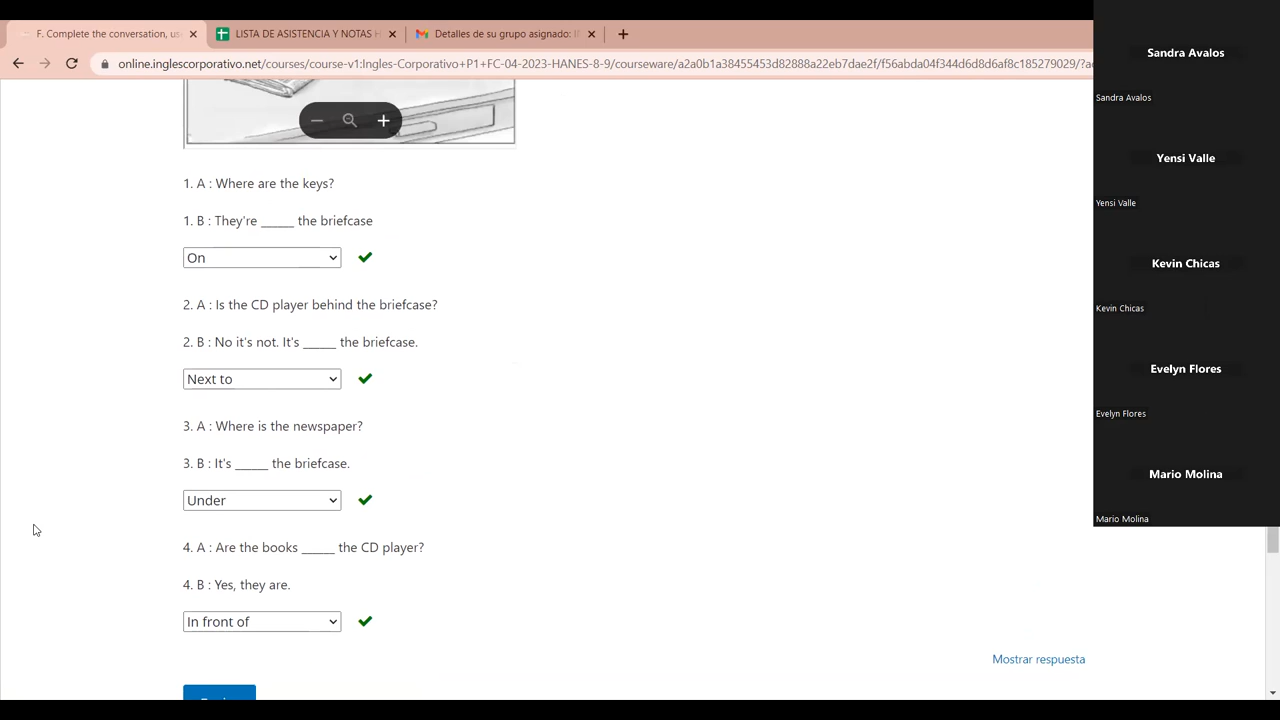 F. Complete the conversation, us
LISTA DE ASISTENCIA Y NOTAS H
Detalles de su grupo asignado: I
online.inglescorporativo.net/courses/course-v1:Ingles-Corporativo+P1+FC-04-2023-HANES-8-9/courseware/a2a0b1a38455453d82888a22eb7dae2f/f56abda04f344d6d8d6af8c185279029/?a
1. A : Where are the keys?
1. B : They're _____ the briefcase
On
2. A : Is the CD player behind the briefcase?
2. B : No it's not. It's _____ the briefcase.
Next to
3. A : Where is the newspaper?
3. B : It's _____ the briefcase.
Under
4. A : Are the books _____ the CD player?
4. B : Yes, they are.
In front of
Mostrar respuesta
Sandra Avalos
Sandra Avalos
Yensi Valle
Yensi Valle
Kevin Chicas
Kevin Chicas
Evelyn Flores
Evelyn Flores
Mario Molina
Mario Molina